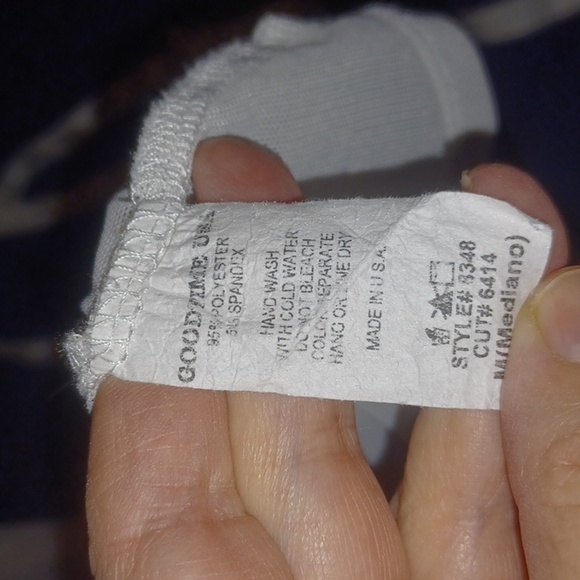 GOODTIME USA
95% POLYESTER
5% SPANDEX
HAND WASH
WITH COLD WATER
DO NOT BLEACH
COLOR SEPARATE
HANG OR LINE DRY
MADE IN U.S.A.
STYLE# 8348
CUT# 6414
M(Mediano)